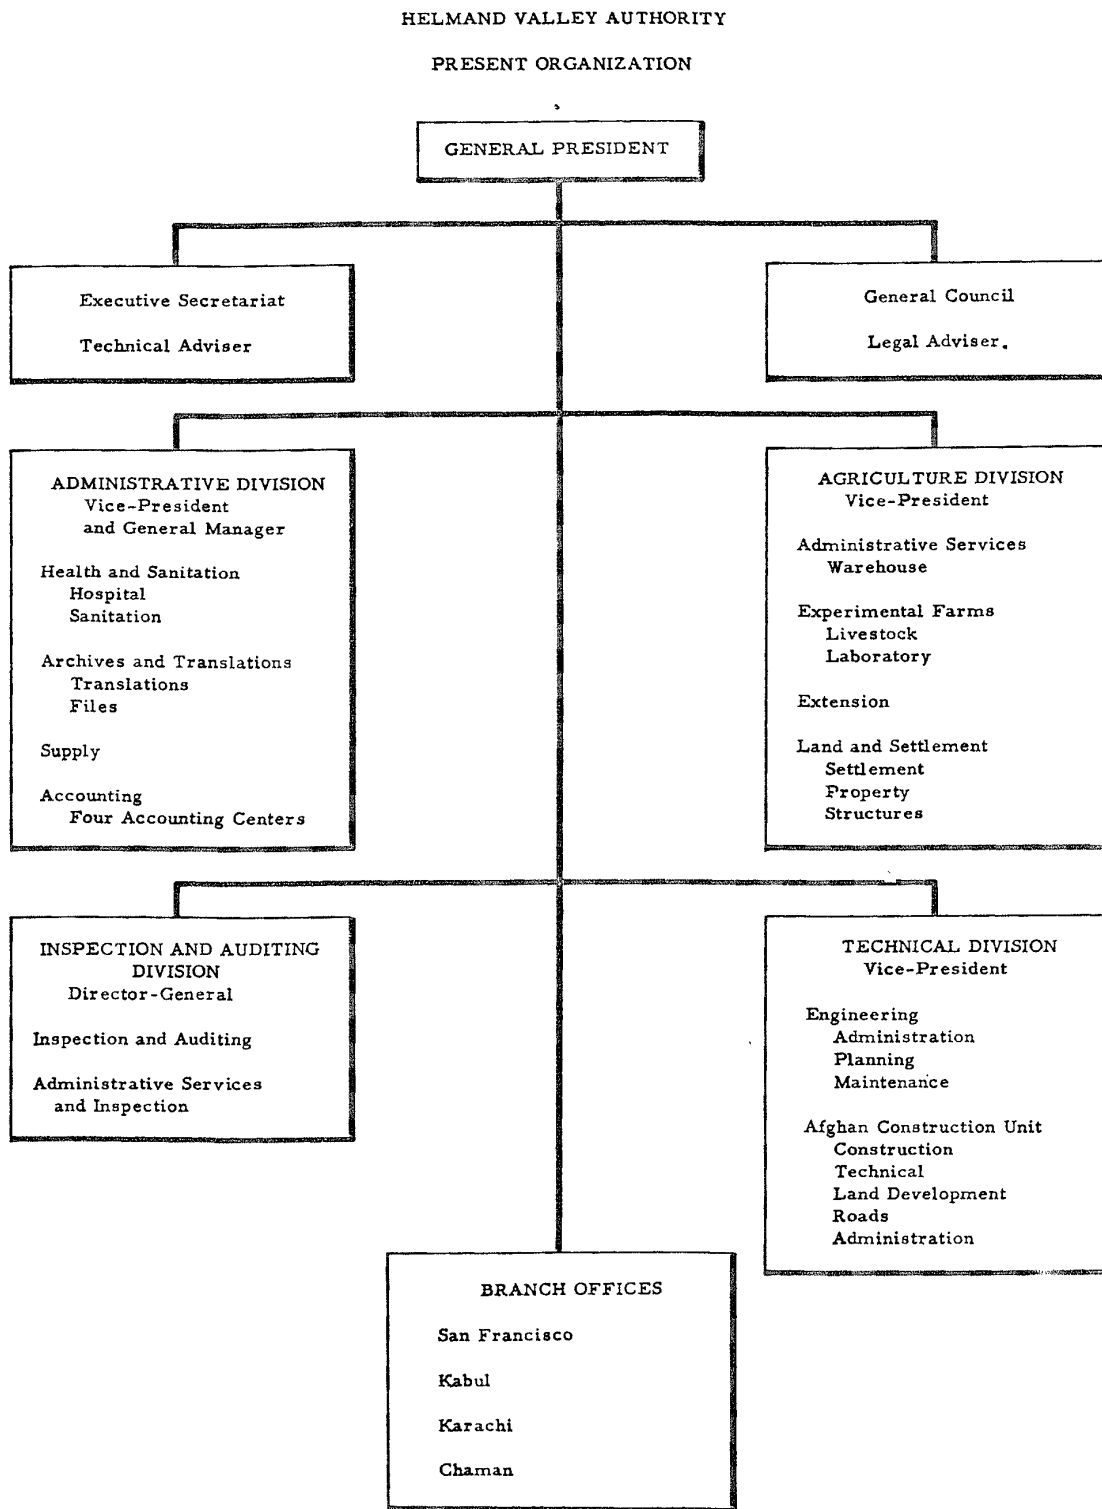 HELMAND VALLEY AUTHORITY
PRESENT ORGANIZATION
GENERAL PRESIDENT
Executive Secretariat
Technical Adviser
General Council
Legal Adviser.
ADMINISTRATIVE DIVISION
Vice-President
and General Manager
Health and Sanitation
Hospital
Sanitation
Archives and Translations
Translations
Files
Supply
Accounting
Four Accounting Centers
AGRICULTURE DIVISION
Vice-President
Administrative Services
Warehouse
Experimental Farms
Livestock
Laboratory
Extension
Land and Settlement
Settlement
Property
Structures
INSPECTION AND AUDITING
DIVISION
Director-General
Inspection and Auditing
Administrative Services
and Inspection
TECHNICAL DIVISION
Vice-President
Engineering
Administration
Planning
Maintenance
Afghan Construction Unit
Construction
Technical
Land Development
Roads
Administration
BRANCH OFFICES
San Francisco
Kabul
Karachi
Chaman